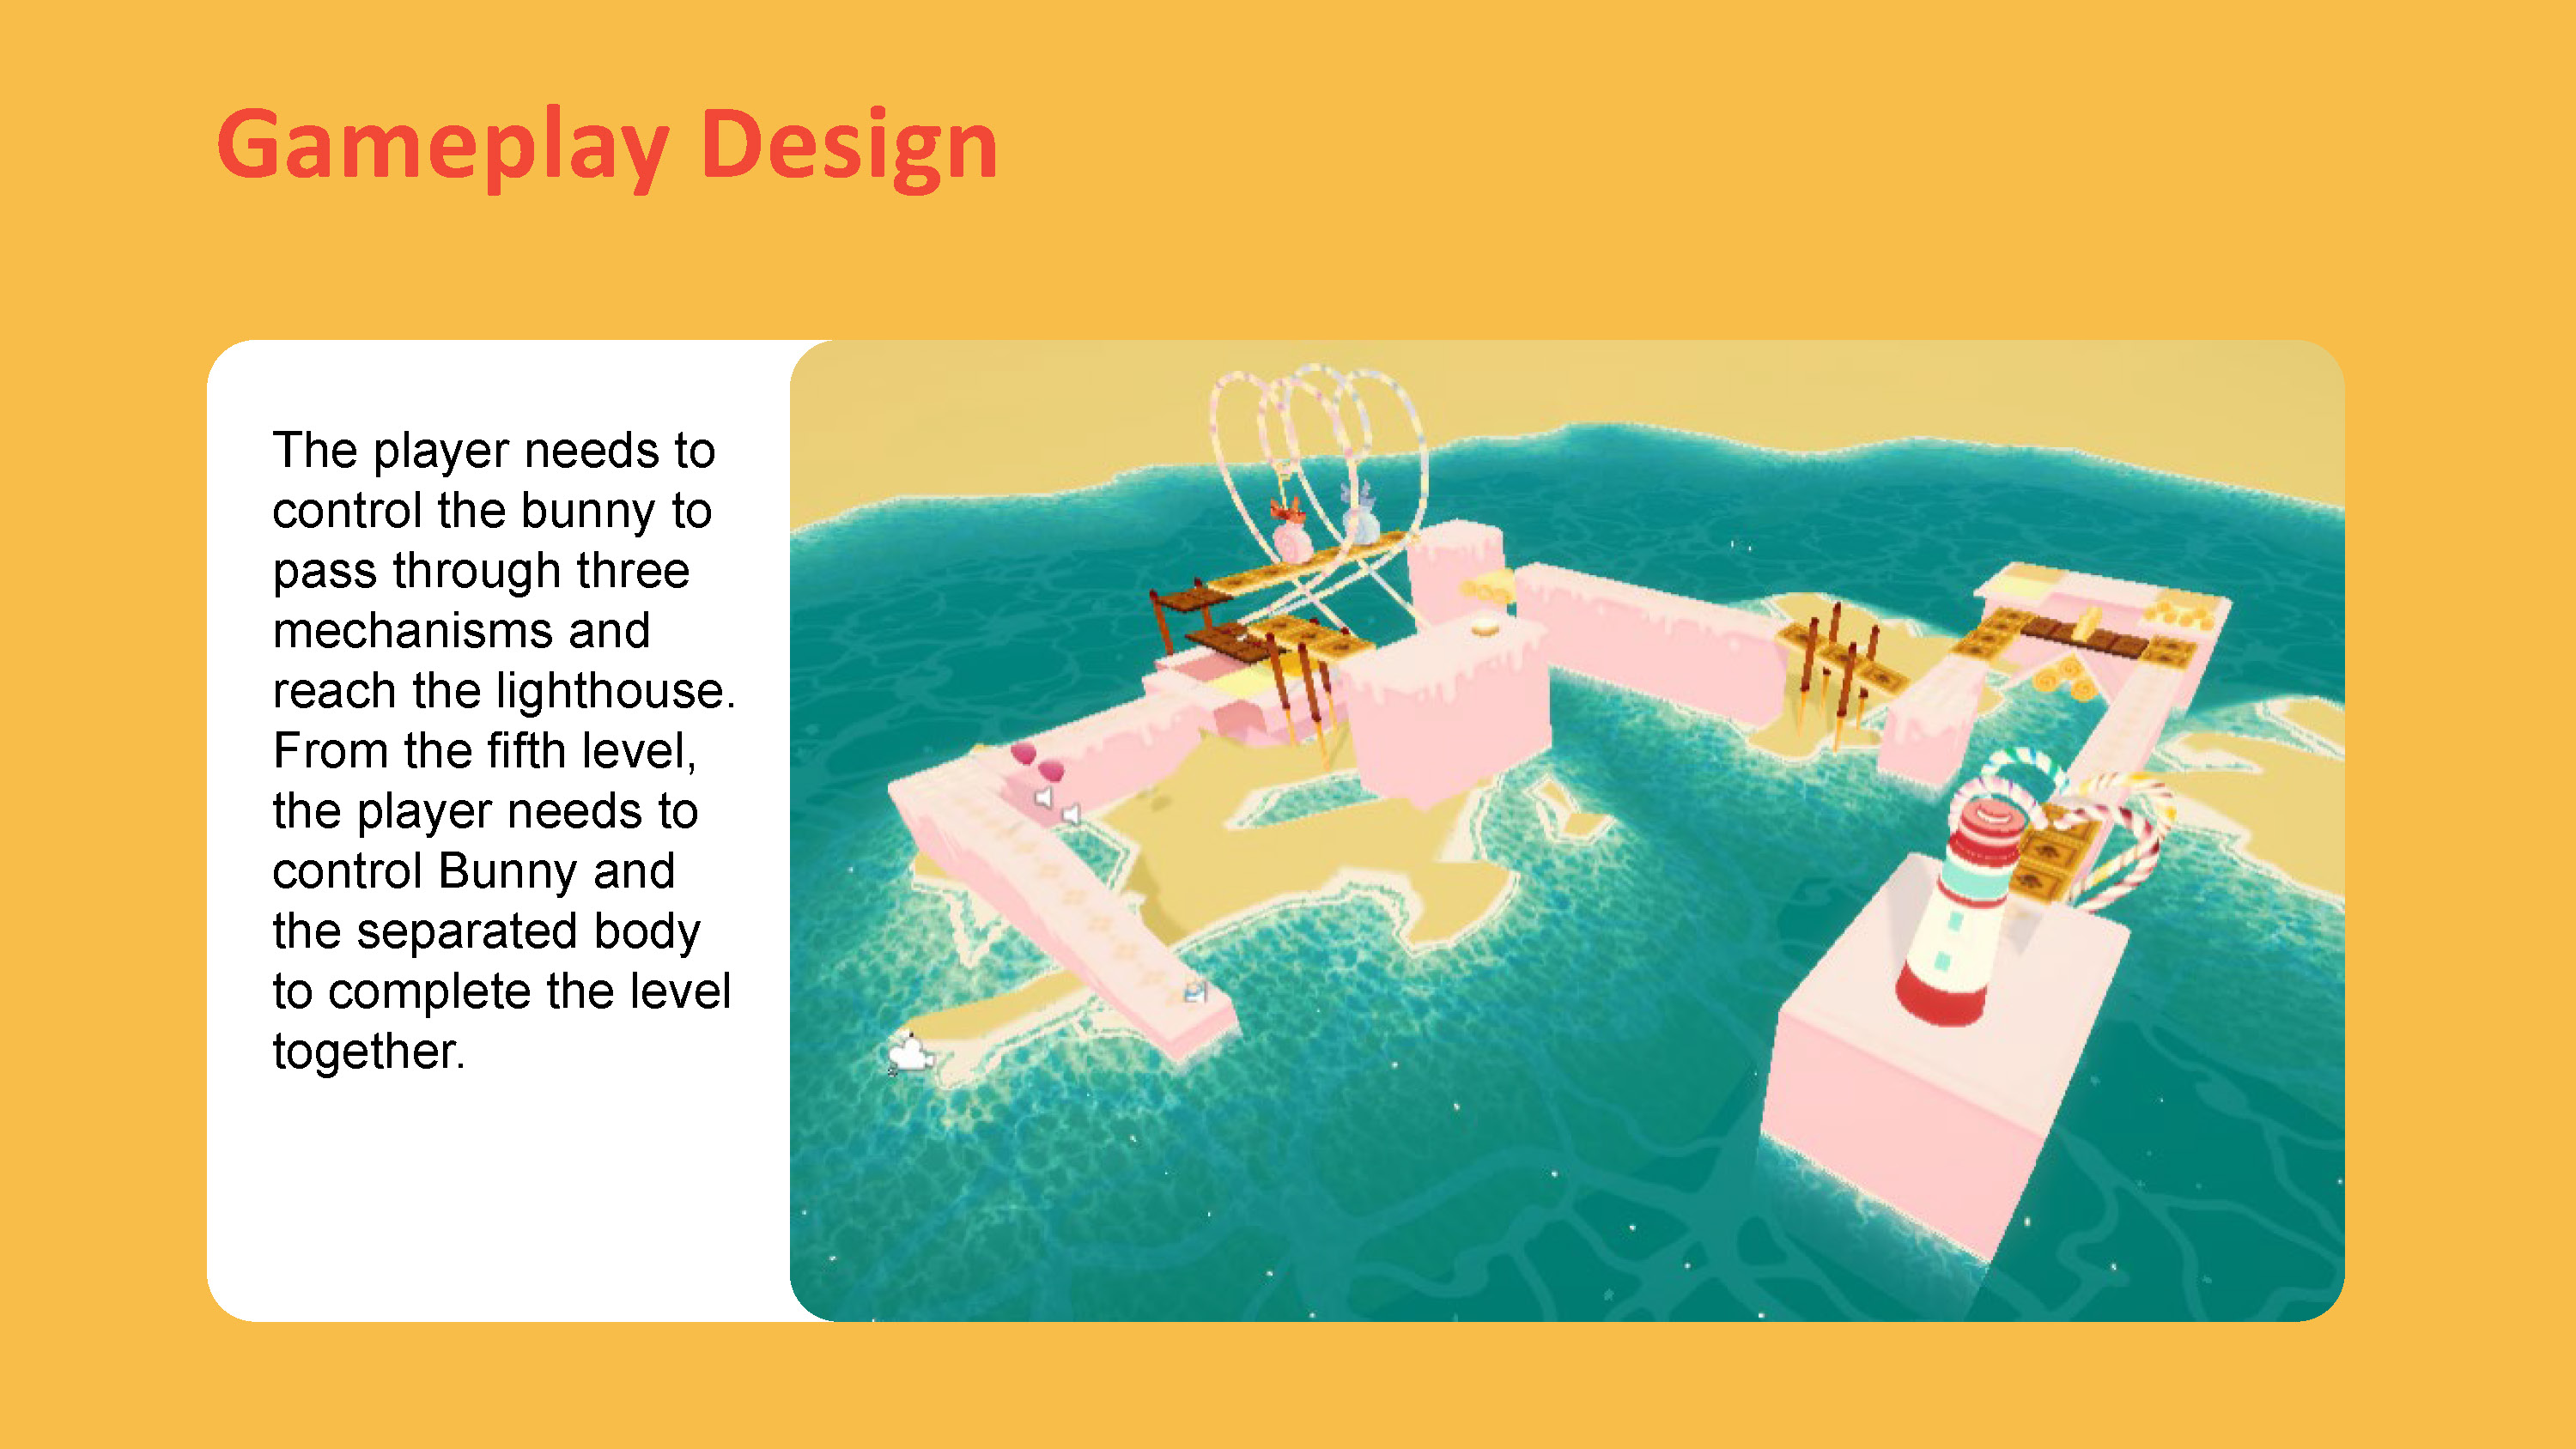 Gameplay Design
The player needs to
control the bunny to
pass through three
mechanisms and
reach the lighthouse.
From the fifth level,
the player needs to
control Bunny and
the separated body
to complete the level
together.